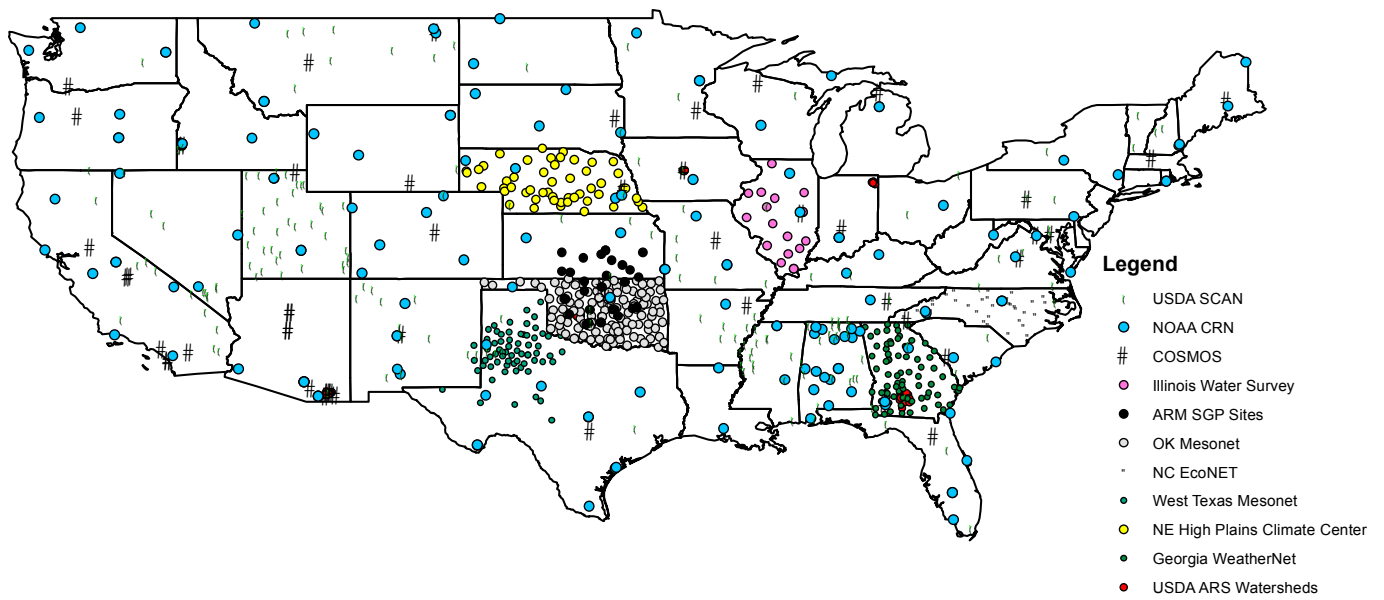 Legend
USDA SCAN
NOAA CRN
COSMOS
Illinois Water Survey
ARM SGP Sites
OK Mesonet
NC EcoNET
West Texas Mesonet
NE High Plains Climate Center
Georgia WeatherNet
USDA ARS Watersheds